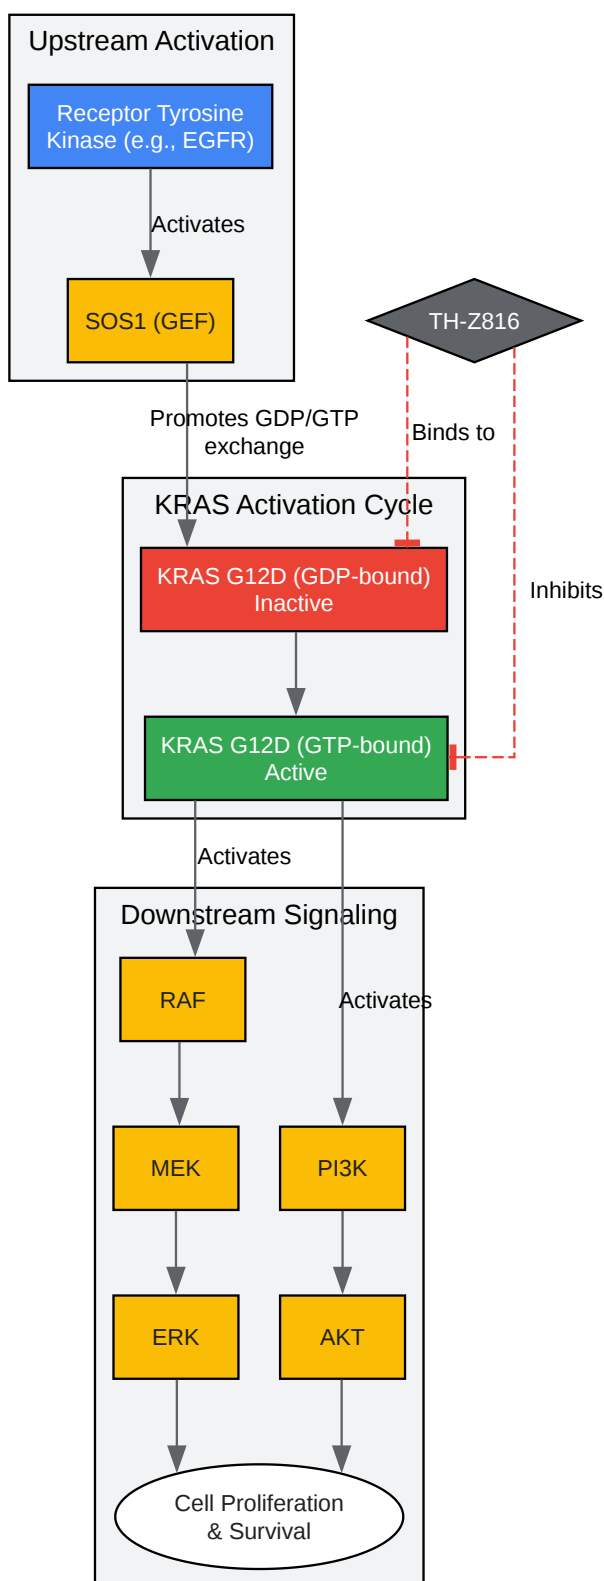 Upstream Activation
Receptor Tyrosine
Kinase (e.g., EGFR)
Activates
SOS1 (GEF)
TH-Z816
Promotes GDP/GTP
exchange
Binds to
KRAS Activation Cycle
KRAS G12D (GDP-bound)
Inactive
Inhibits
KRAS G12D (GTP-bound)
Active
Activates
Downstream Signaling
RAF
Activates
MEK
PI3K
ERK
AKT
Cell Proliferation
& Survival